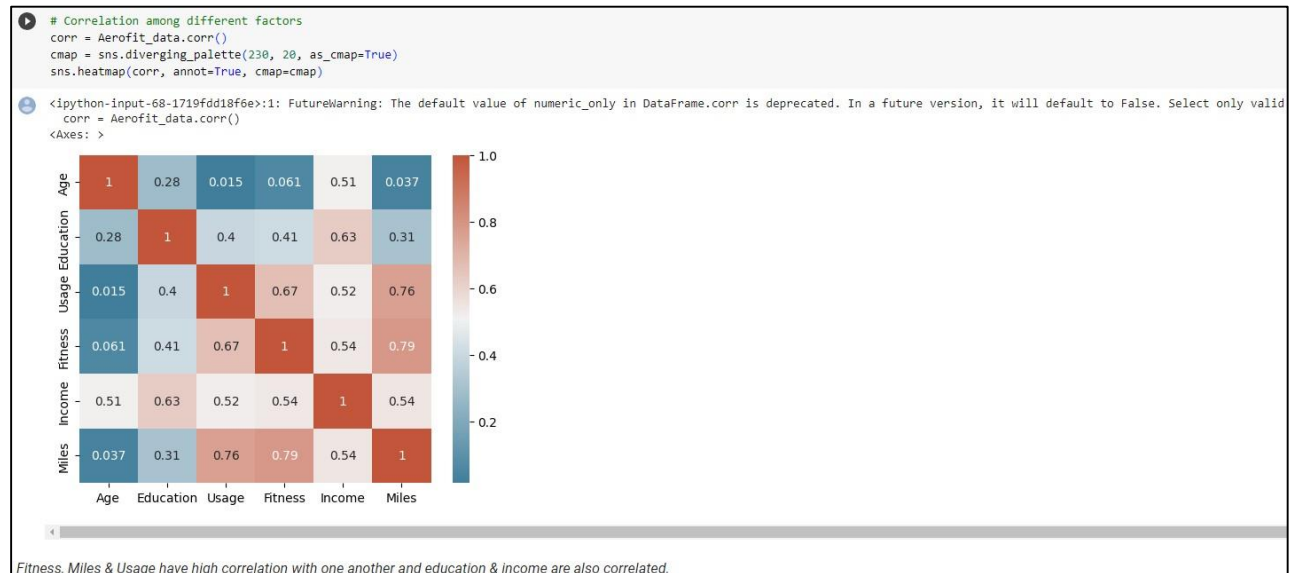 # Correlation among different factors
corr = Aerofit_data.corr()
cmap = sns.diverging_palette(230, 20, as_cmap=True)
sns.heatmap(corr, annot=True, cmap=cmap)
<ipython-input-68-1719fdd18f6e>:1: FutureWarning: The default value of numeric_only in DataFrame.corr is deprecated. In a future version, it will default to False. Select only valid
corr = Aerofit_data.corr()
<Axes: >
Age 1 0.28 0.015 0.061 0.51 0.037
Education 0.28 1 0.4 0.41 0.63 0.31
Usage 0.015 0.4 1 0.67 0.52 0.76
Fitness 0.061 0.41 0.67 1 0.54 0.79
Income 0.51 0.63 0.52 0.54 1 0.54
Miles 0.037 0.31 0.76 0.79 0.54 1
Age Education Usage Fitness Income Miles
1.0
0.8
0.6
0.4
0.2
Fitness, Miles & Usage have high correlation with one another and education & income are also correlated.